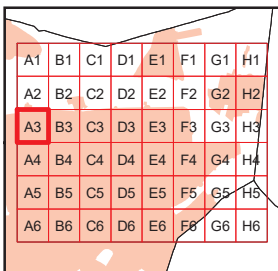 A1 B1 C1 D1 E1 F1 G1 H1
A2 B2 C2 D2 E2 F2 G2 H2
A3 B3 C3 D3 E3 F3 G3 H3
A4 B4 C4 D4 E4 F4 G4 H4
A5 B5 C5 D5 E5 F5 G5 H5
A6 B6 C6 D6 E6 F6 G6 H6